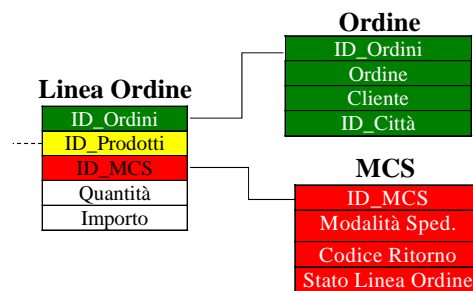 Ordine
ID_Ordini
Ordine
Cliente
ID_Città
Linea Ordine
ID_Ordini
ID_Prodotti
ID_MCS
Quantità
Importo
MCS
ID_MCS
Modalità Sped.
Codice Ritorno
Stato Linea Ordine